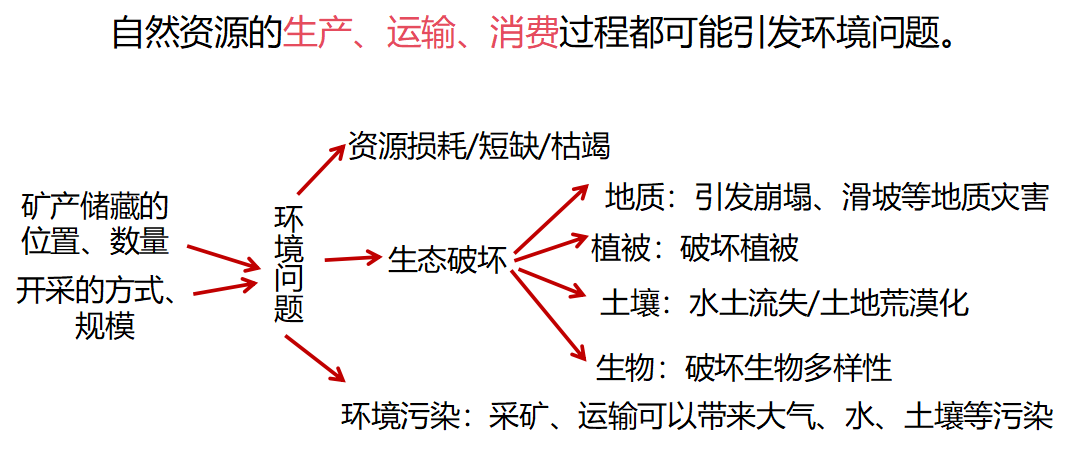 自然资源的生产、运输、消费过程都可能引发环境问题。
矿产储藏的
位置、数量
开采的方式、
规模
环境问题
资源损耗/短缺/枯竭
生态破坏
地质：引发崩塌、滑坡等地质灾害
植被：破坏植被
土壤：水土流失/土地荒漠化
生物：破坏生物多样性
环境污染：采矿、运输可以带来大气、水、土壤等污染